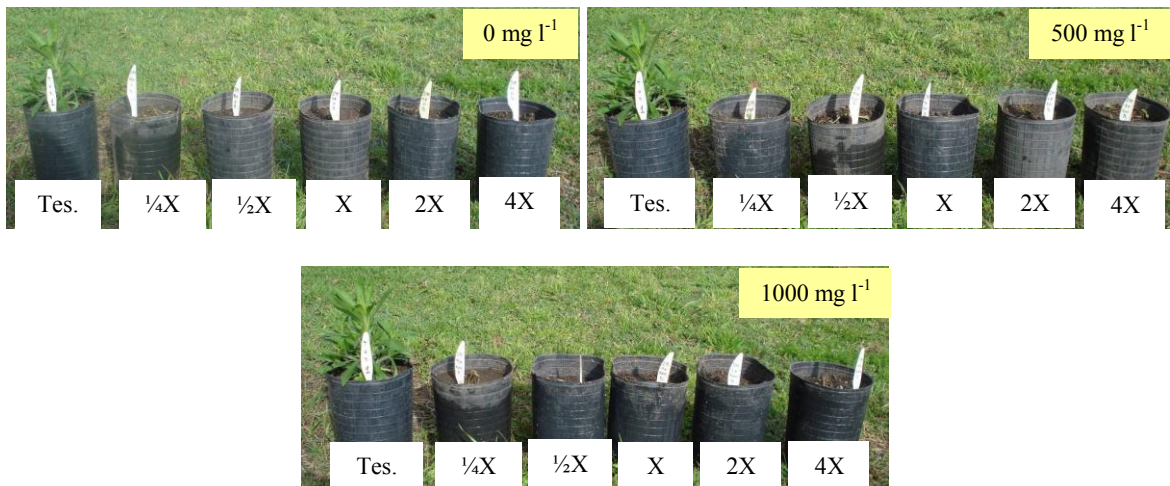 0 mg l⁻¹
Tes. ¼X ½X X 2X 4X
500 mg l⁻¹
Tes. ¼X ½X X 2X 4X
1000 mg l⁻¹
Tes. ¼X ½X X 2X 4X